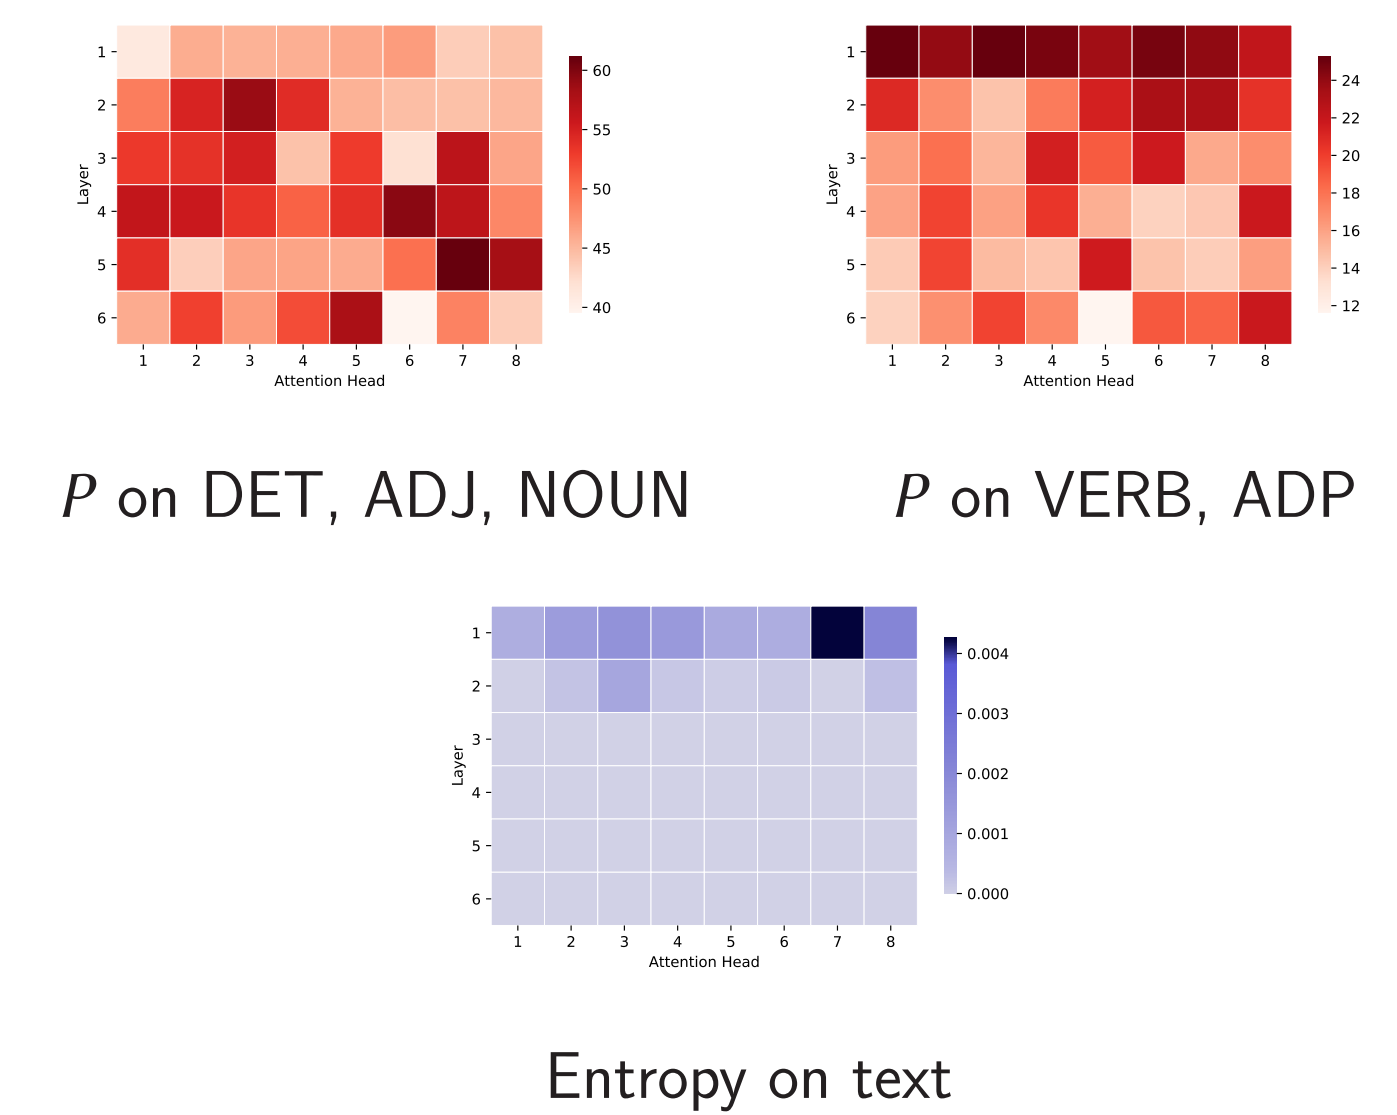 1
2
3
4
5
6
Layer
1 2 3 4 5 6 7 8
Attention Head
60
55
50
45
40
P on DET, ADJ, NOUN
1
2
3
4
5
6
Layer
1 2 3 4 5 6 7 8
Attention Head
24
22
20
18
16
14
12
P on VERB, ADP
1
2
3
4
5
6
Layer
1 2 3 4 5 6 7 8
Attention Head
0.004
0.003
0.002
0.001
0.000
Entropy on text